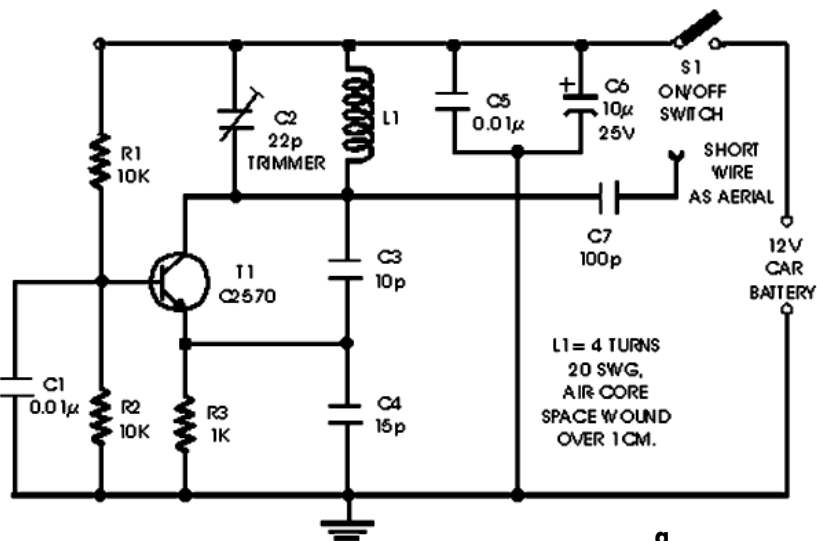 S1
ON/OFF
SWITCH
C6
10μ
25V
+
C5
0.01μ
L1
C2
22p
TRIMMER
R1
10K
SHORT
WIRE
AS AERIAL
C7
100p
12V
CAR
BATTERY
T1
C2570
C3
10p
L1= 4 TURNS
20 SWG,
AIR-CORE
SPACE WOUND
OVER 1CM.
C1
0.01μ
R2
10K
R3
1K
C4
15p